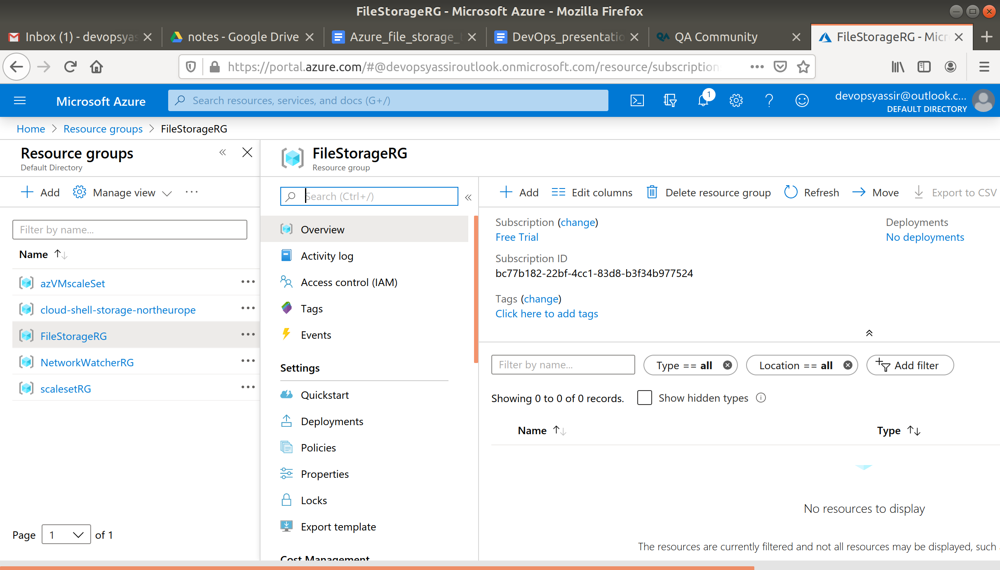 FileStorageRG - Microsoft Azure - Mozilla Firefox
Inbox (1) - devopsyas
notes - Google Drive
Azure_file_storage_
DevOps_presentatio
QA QA Community
FileStorageRG - Micr
https://portal.azure.com/#@devopsyassiroutlook.onmicrosoft.com/resource/subscription
Microsoft Azure
Search resources, services, and docs (G+/)
1
devopsyassir@outlook.c...
DEFAULT DIRECTORY
Home > Resource groups > FileStorageRG
Resource groups
Default Directory
Add
Manage view
Filter by name...
Name
azVMscaleSet
cloud-shell-storage-northeurope
FileStorageRG
NetworkWatcherRG
scalesetRG
Page 1 of 1
FileStorageRG
Resource group
Search (Ctrl+/)
Overview
Activity log
Access control (IAM)
Tags
Events
Settings
Quickstart
Deployments
Policies
Properties
Locks
Export template
Cost Management
Add
Edit columns
Delete resource group
Refresh
Move
Export to CSV
Subscription (change)
Free Trial
Deployments
No deployments
Subscription ID
bc77b182-22bf-4cc1-83d8-b3f34b977524
Tags (change)
Click here to add tags
Filter by name...
Type == all
Location == all
Add filter
Showing 0 to 0 of 0 records.
Show hidden types
Name
Type
No resources to display
The resources are currently filtered and not all resources may be displayed, such